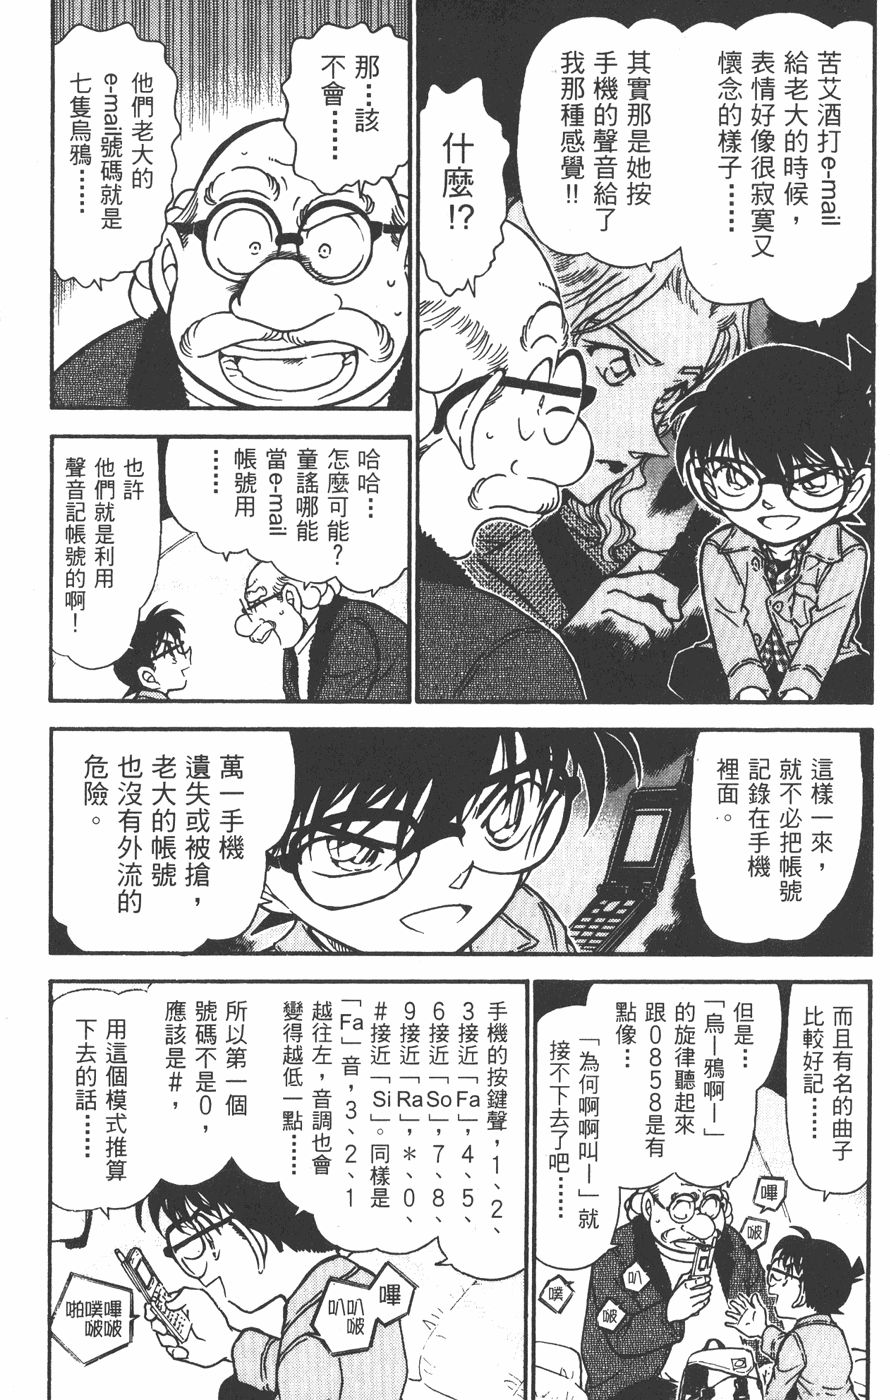 苦艾酒打e-mail
給老大的時候，
表情好像很寂寞又
懷念的樣子……
其實那是她按
手機的聲音給了
我那種感覺!!
什麼!?
那…該
不會……
他們老大的
e-mail號碼就是
七隻烏鴉……
哈哈…
怎麼可能？
童謠哪能
當e-mail
帳號用
……
也許
他們就是利用
聲音記帳號的啊！
這樣一來，
就不必把帳號
記錄在手機
裡面。
萬一手機
遺失或被搶，
老大的帳號
也沒有外流的
危險。
而且有名的曲子
比較好記……
但是…
「烏ー鴉啊ー」
的旋律聽起來
跟0858是有
點像…
「為何啊啊叫ー」就
接不下去了吧……
嗶
啵
叭
噗
手機的按鍵聲，1、2、
3接近「Fa」，4、5、
6接近「So」，7、8、
9接近「Ra」，＊、0、
#接近「Si」。同樣是
「Fa」音，3、2、1
越往左，音調也會
變得越低一點……
所以第一個
號碼不是0，
應該是#，
用這個模式推算
下去的話……
嗶
啵
叭叭
嗶啵
噗啵
啪